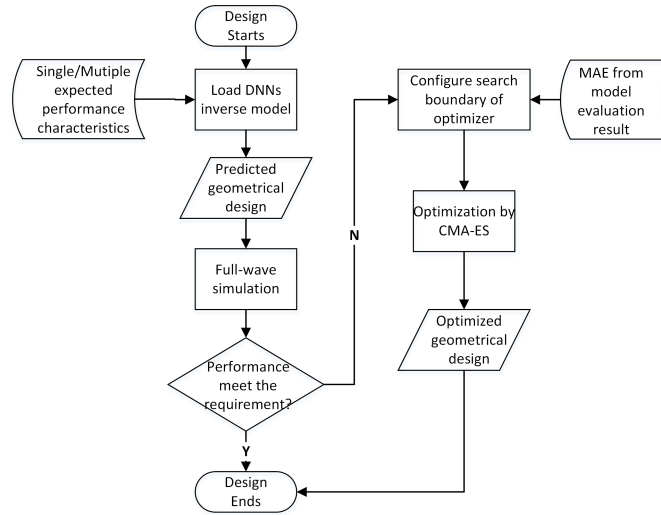 Design
Starts
Single/Mutiple
expected
performance
characteristics
Load DNNs
inverse model
Predicted
geometrical
design
Full-wave
simulation
Performance
meet the
requirement?
Y
Design
Ends
N
Configure search
boundary of
optimizer
MAE from
model
evaluation
result
Optimization by
CMA-ES
Optimized
geometrical
design